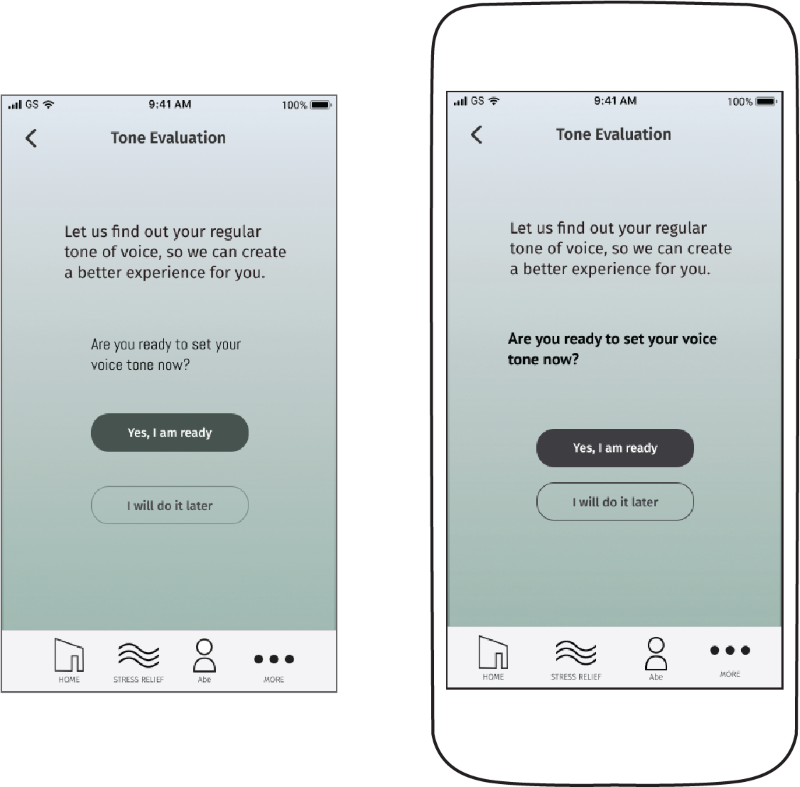 GS 9:41 AM 100%
Tone Evaluation
Let us find out your regular
tone of voice, so we can create
a better experience for you.
Are you ready to set your
voice tone now?
Yes, I am ready
I will do it later
HOME STRESS RELIEF Abe MORE
GS 9:41 AM 100%
Tone Evaluation
Let us find out your regular
tone of voice, so we can create
a better experience for you.
Are you ready to set your voice
tone now?
Yes, I am ready
I will do it later
HOME STRESS RELIEF Abe MORE